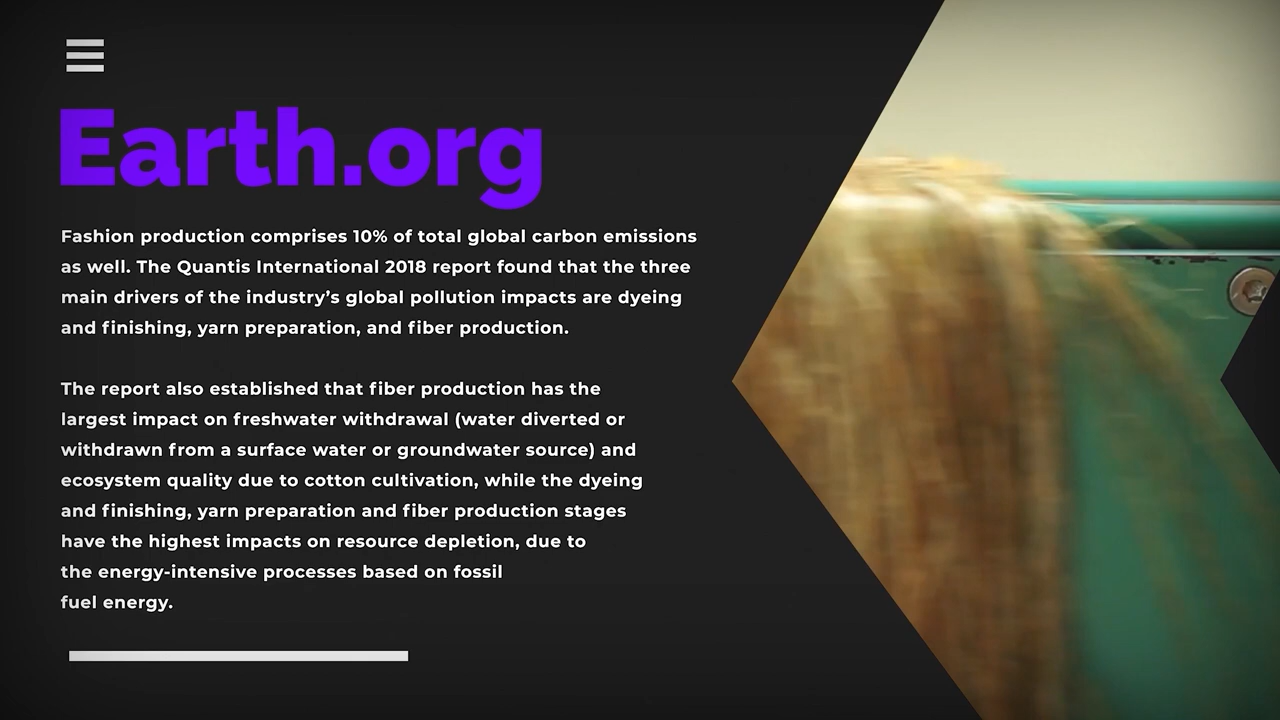 Earth.org
Fashion production comprises 10% of total global carbon emissions
as well. The Quantis International 2018 report found that the three
main drivers of the industry’s global pollution impacts are dyeing
and finishing, yarn preparation, and fiber production.
The report also established that fiber production has the
largest impact on freshwater withdrawal (water diverted or
withdrawn from a surface water or groundwater source) and
ecosystem quality due to cotton cultivation, while the dyeing
and finishing, yarn preparation and fiber production stages
have the highest impacts on resource depletion, due to
the energy-intensive processes based on fossil
fuel energy.